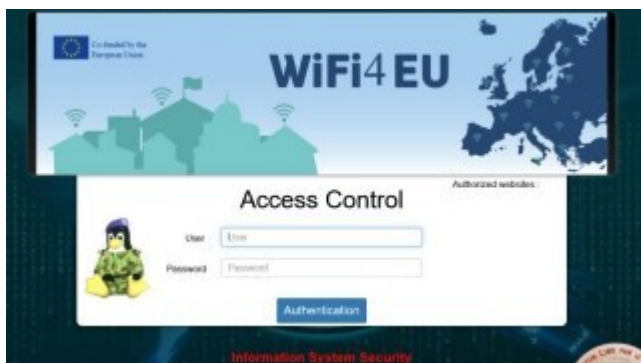 Co-funded by the
European Union
WiFi4EU
Authorized websites :
Access Control
User
User
Password
Password
Authentication
Information System Security